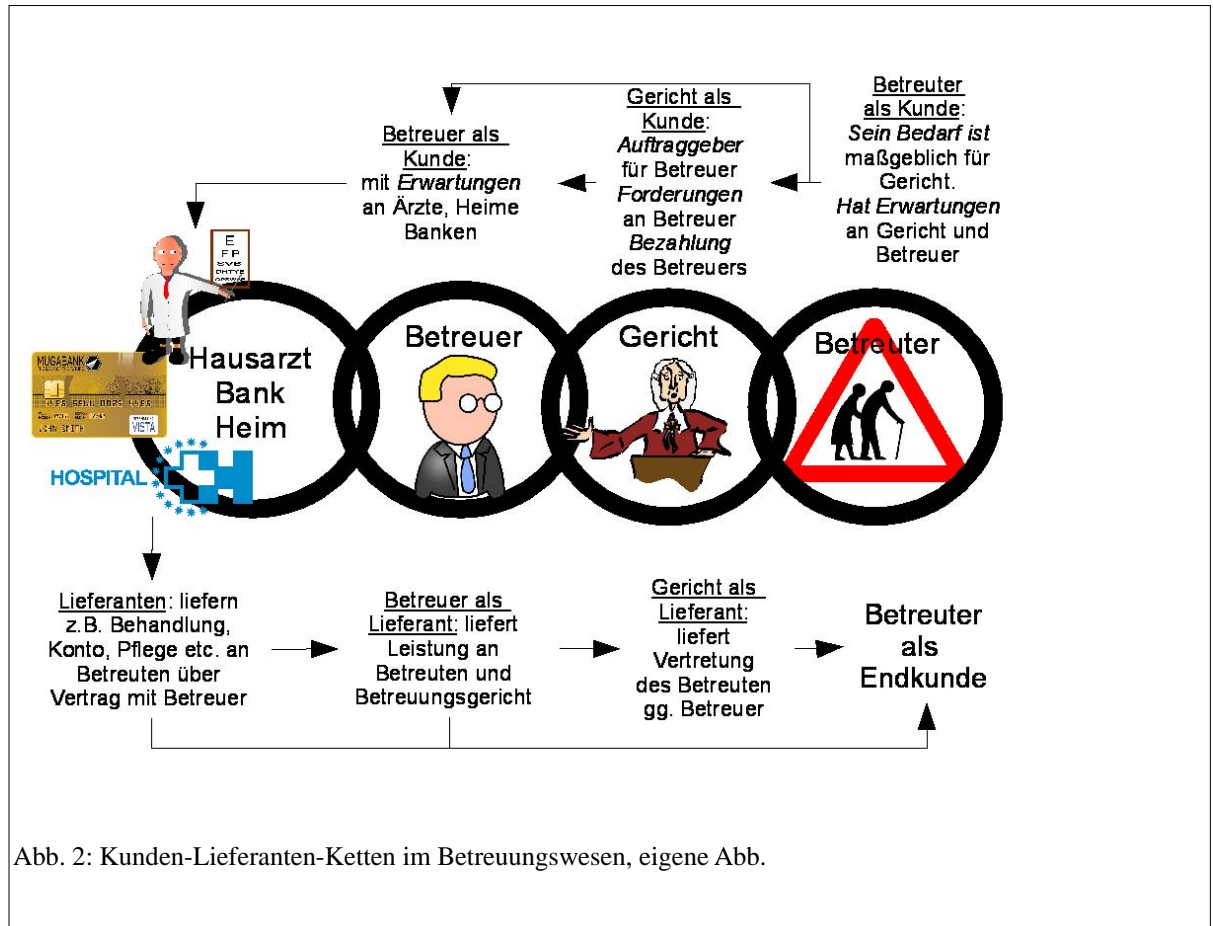 Betreuer als
Kunde:
mit Erwartungen
an Ärzte, Heime
Banken
Gericht als
Kunde:
Auftraggeber
für Betreuer
Forderungen
an Betreuer
Bezahlung
des Betreuers
Betreuter
als Kunde:
Sein Bedarf ist
maßgeblich für
Gericht.
Hat Erwartungen
an Gericht und
Betreuer
E
F P
Hausarzt
Bank
Heim
Betreuer
Gericht
Betreuter
MUGABANK
JOHN SMITH
VISTA
HOSPITAL
H
Lieferanten: liefern
z.B. Behandlung,
Konto, Pflege etc. an
Betreuten über
Vertrag mit Betreuer
Betreuer als
Lieferant: liefert
Leistung an
Betreuten und
Betreuungsgericht
Gericht als
Lieferant:
liefert
Vertretung
des Betreuten
gg. Betreuer
Betreuter
als
Endkunde
Abb. 2: Kunden-Lieferanten-Ketten im Betreuungswesen, eigene Abb.